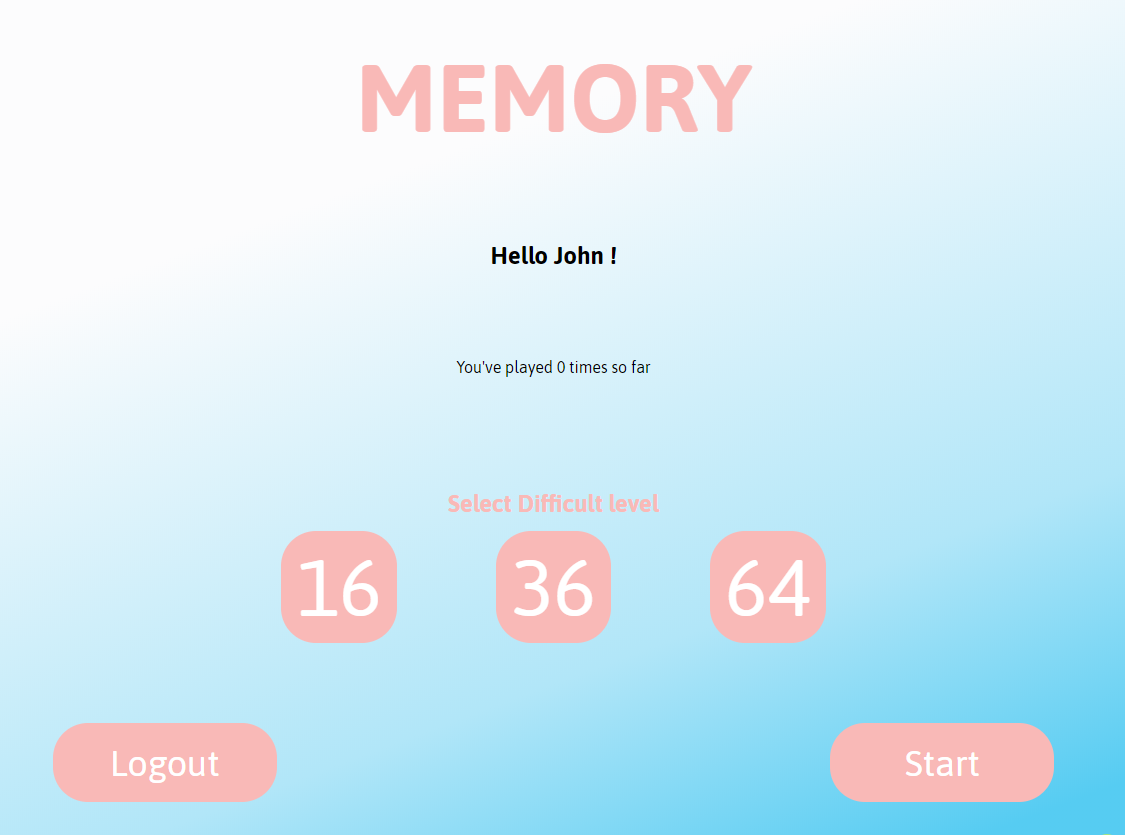 MEMORY
Hello John !
You've played 0 times so far
Select Difficult level
16 36 64
Logout Start